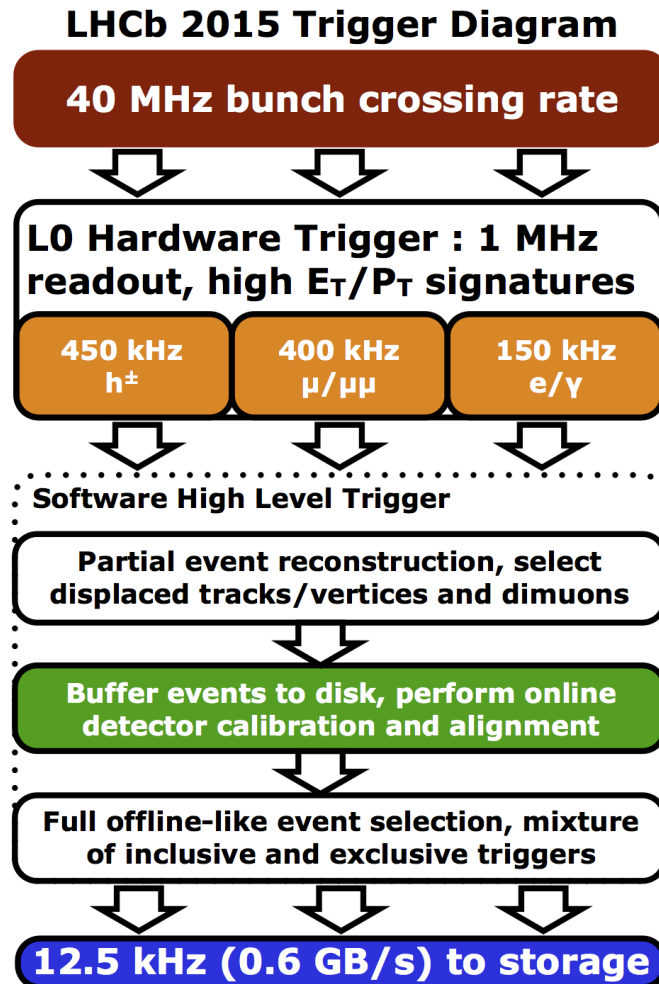 LHCb 2015 Trigger Diagram
40 MHz bunch crossing rate
L0 Hardware Trigger : 1 MHz
readout, high E_T/P_T signatures
450 kHz
h±
400 kHz
μ/μμ
150 kHz
e/γ
Software High Level Trigger
Partial event reconstruction, select
displaced tracks/vertices and dimuons
Buffer events to disk, perform online
detector calibration and alignment
Full offline-like event selection, mixture
of inclusive and exclusive triggers
12.5 kHz (0.6 GB/s) to storage